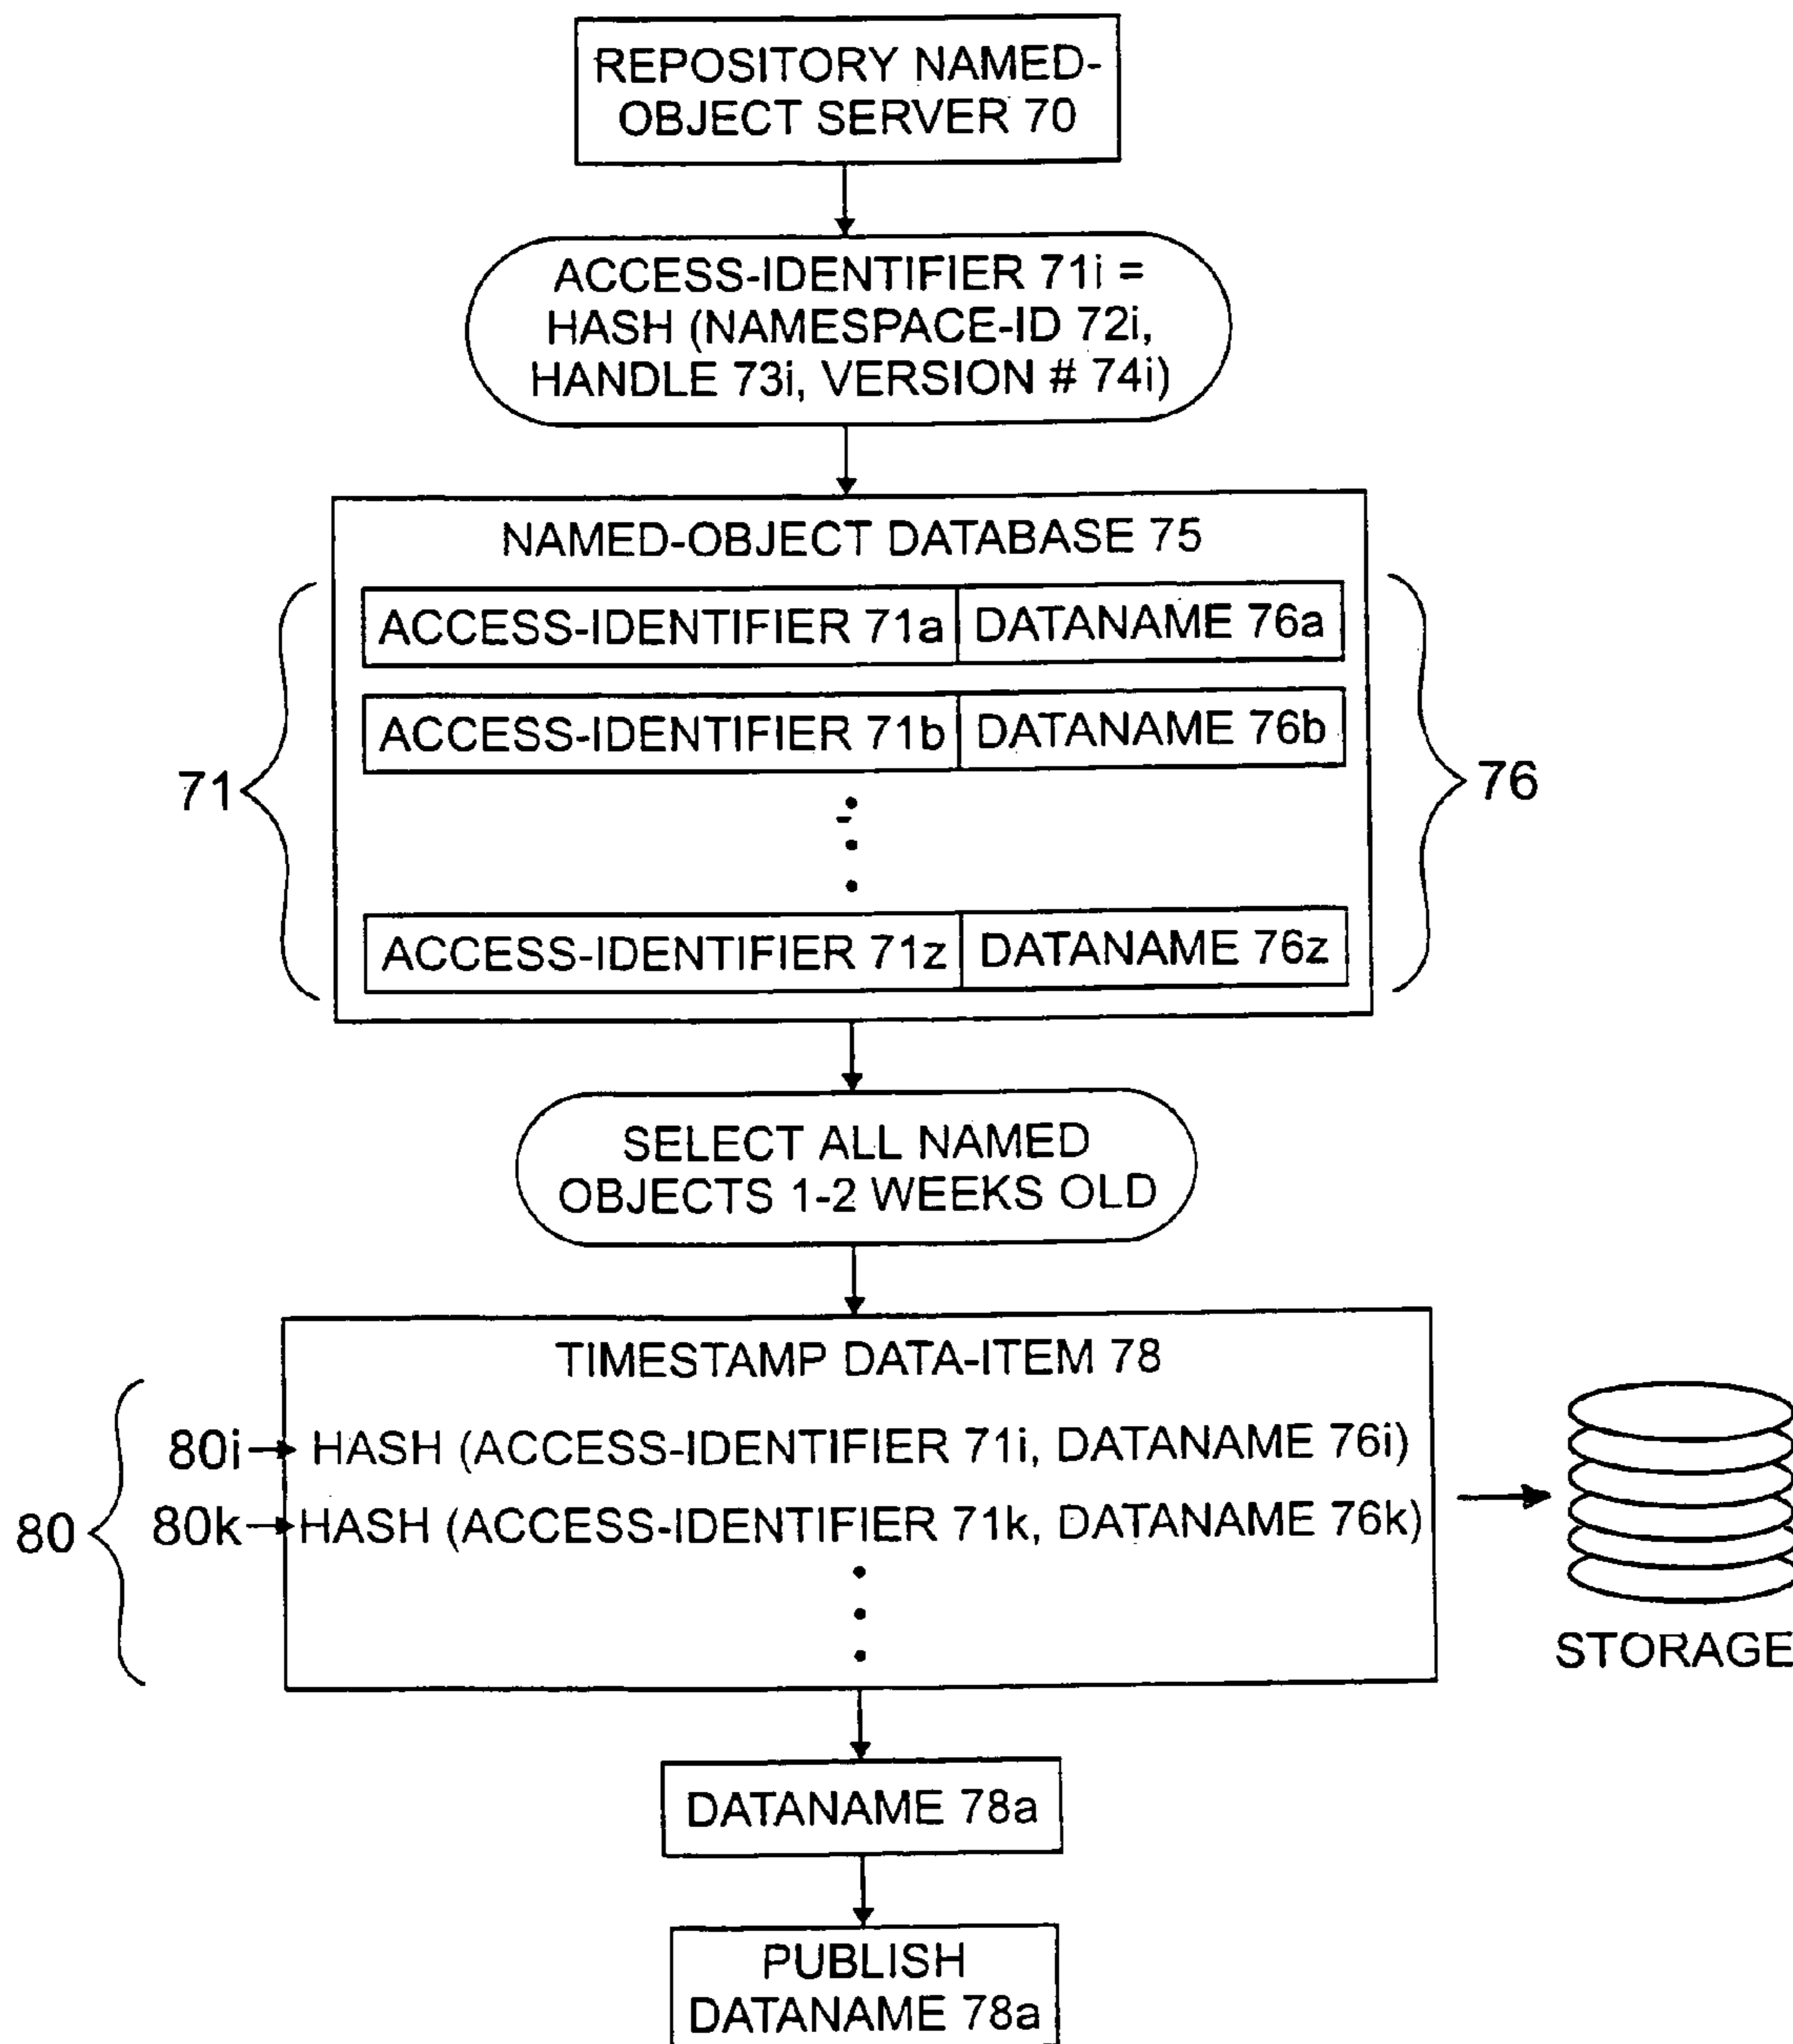 REPOSITORY NAMED-
OBJECT SERVER 70
ACCESS-IDENTIFIER 71i =
HASH (NAMESPACE-ID 72i,
HANDLE 73i, VERSION # 74i)
NAMED-OBJECT DATABASE 75
ACCESS-IDENTIFIER 71a DATANAME 76a
ACCESS-IDENTIFIER 71b DATANAME 76b
71
76
ACCESS-IDENTIFIER 71z DATANAME 76z
SELECT ALL NAMED
OBJECTS 1-2 WEEKS OLD
TIMESTAMP DATA-ITEM 78
80i HASH (ACCESS-IDENTIFIER 71i, DATANAME 76i)
80k HASH (ACCESS-IDENTIFIER 71k, DATANAME 76k)
80
STORAGE
DATANAME 78a
PUBLISH
DATANAME 78a